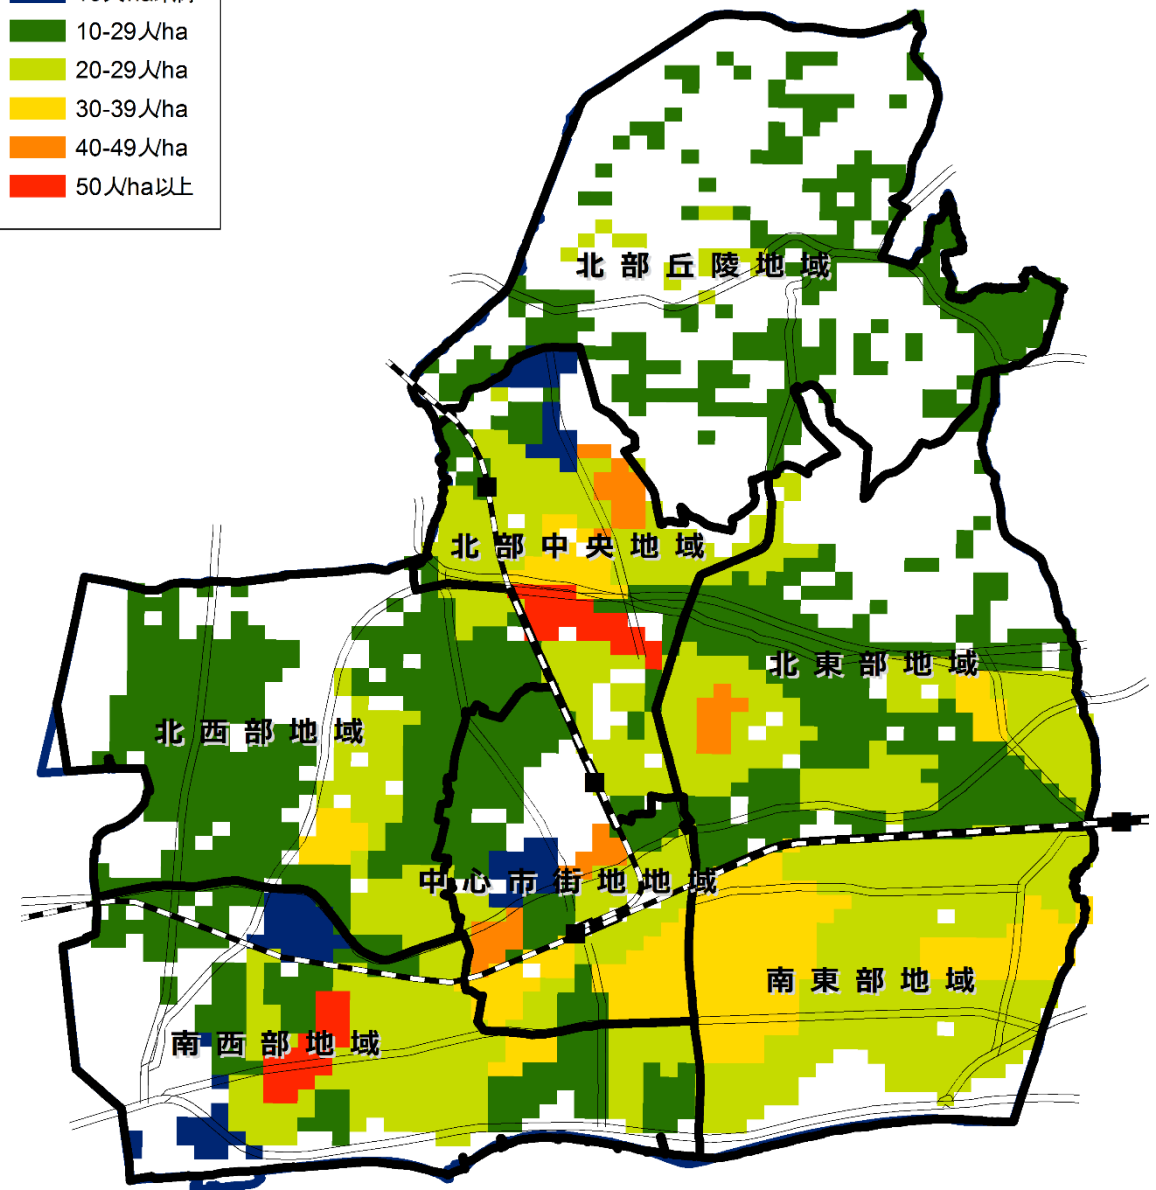 10-29人/ha
20-29人/ha
30-39人/ha
40-49人/ha
50人/ha以上
北部丘陵地域
北部中央地域
北東部地域
北西部地域
中心市街地地域
南東部地域
南西部地域